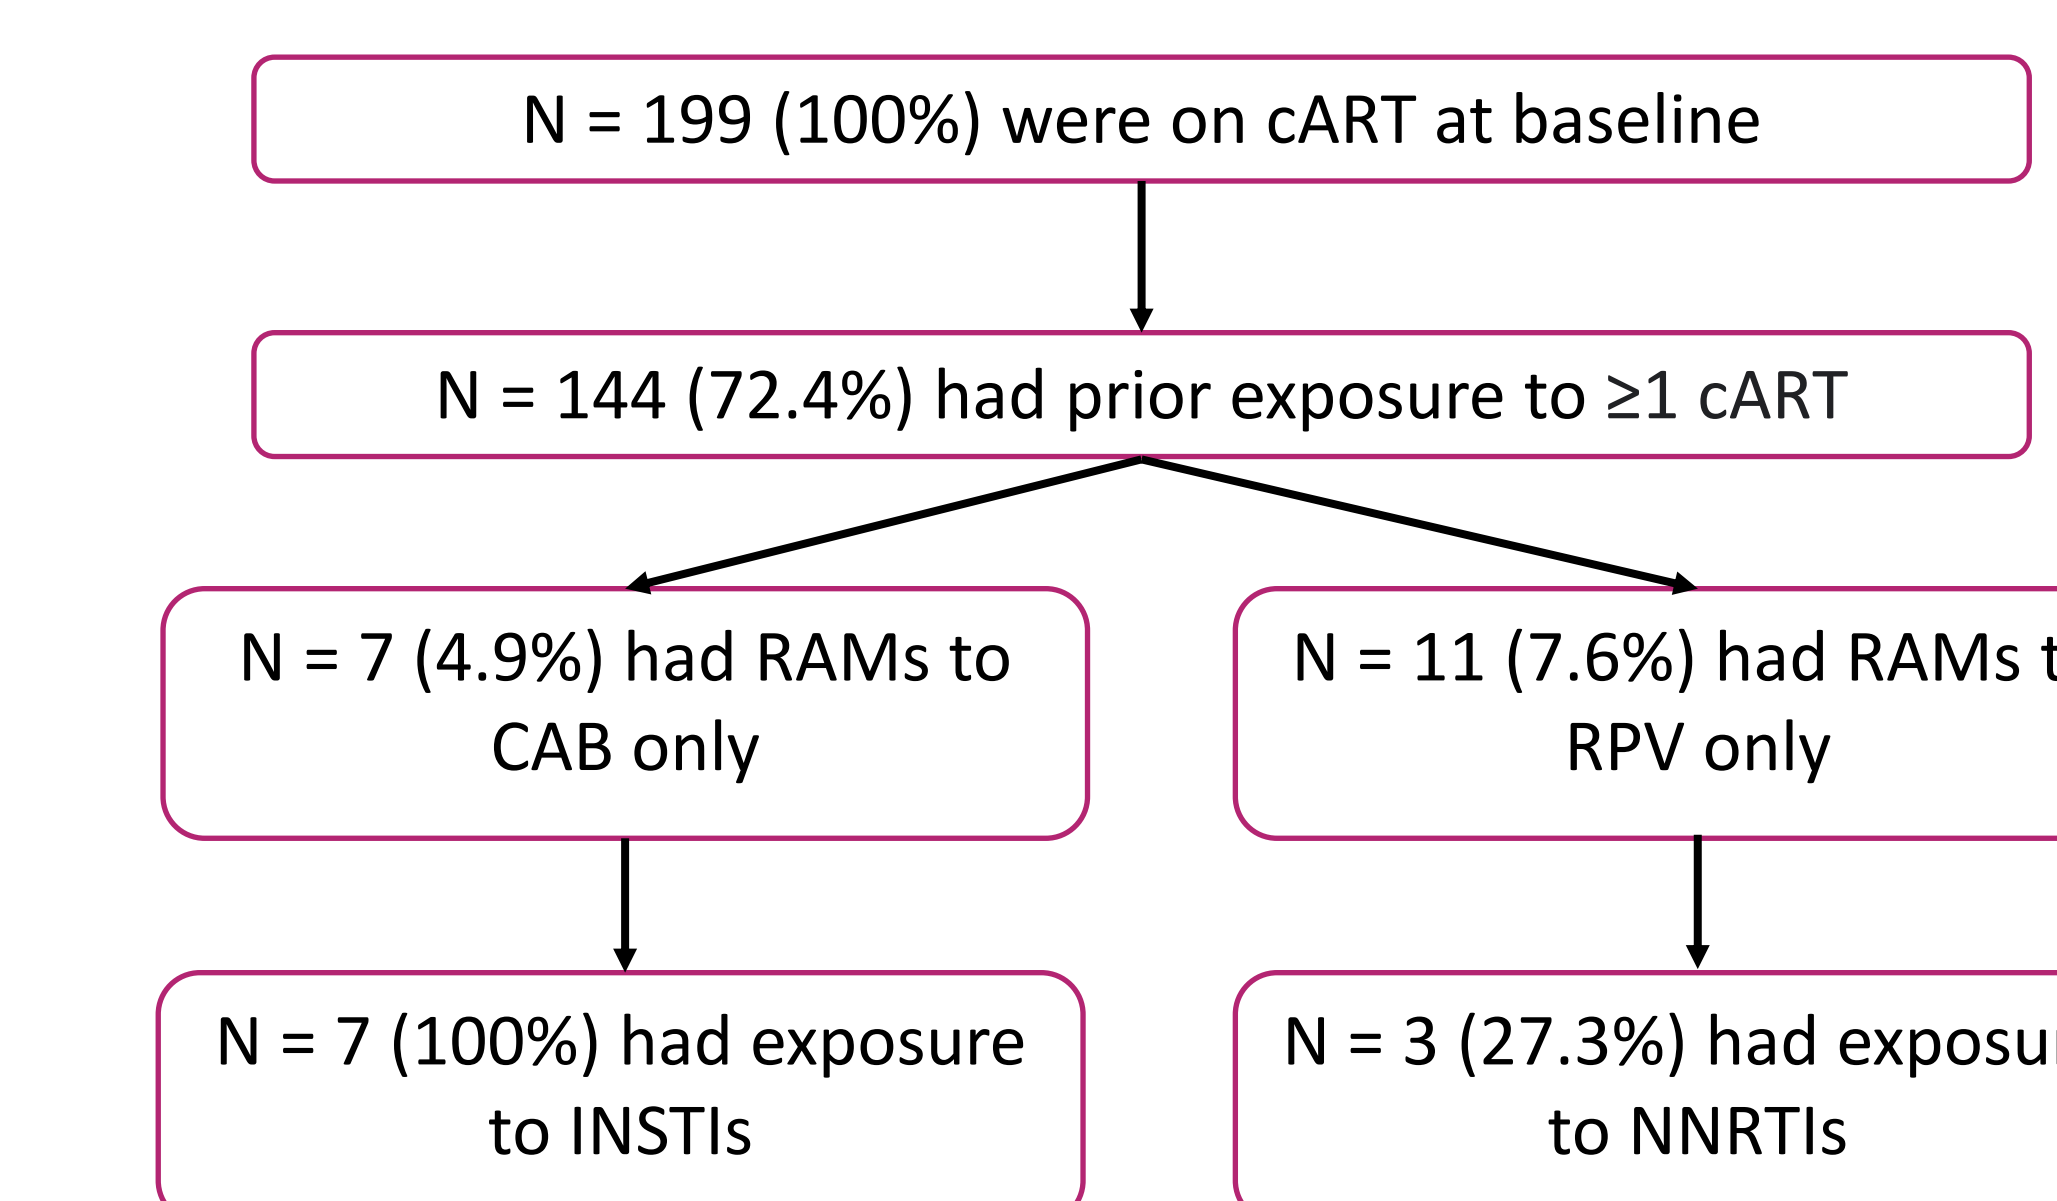 N = 199 (100%) were on cART at baseline
N = 144 (72.4%) had prior exposure to ≥1 cART
N = 7 (4.9%) had RAMs to
CAB only
N = 11 (7.6%) had RAMs
RPV only
N = 7 (100%) had exposure
to INSTIs
N = 3 (27.3%) had
to NNRTIs